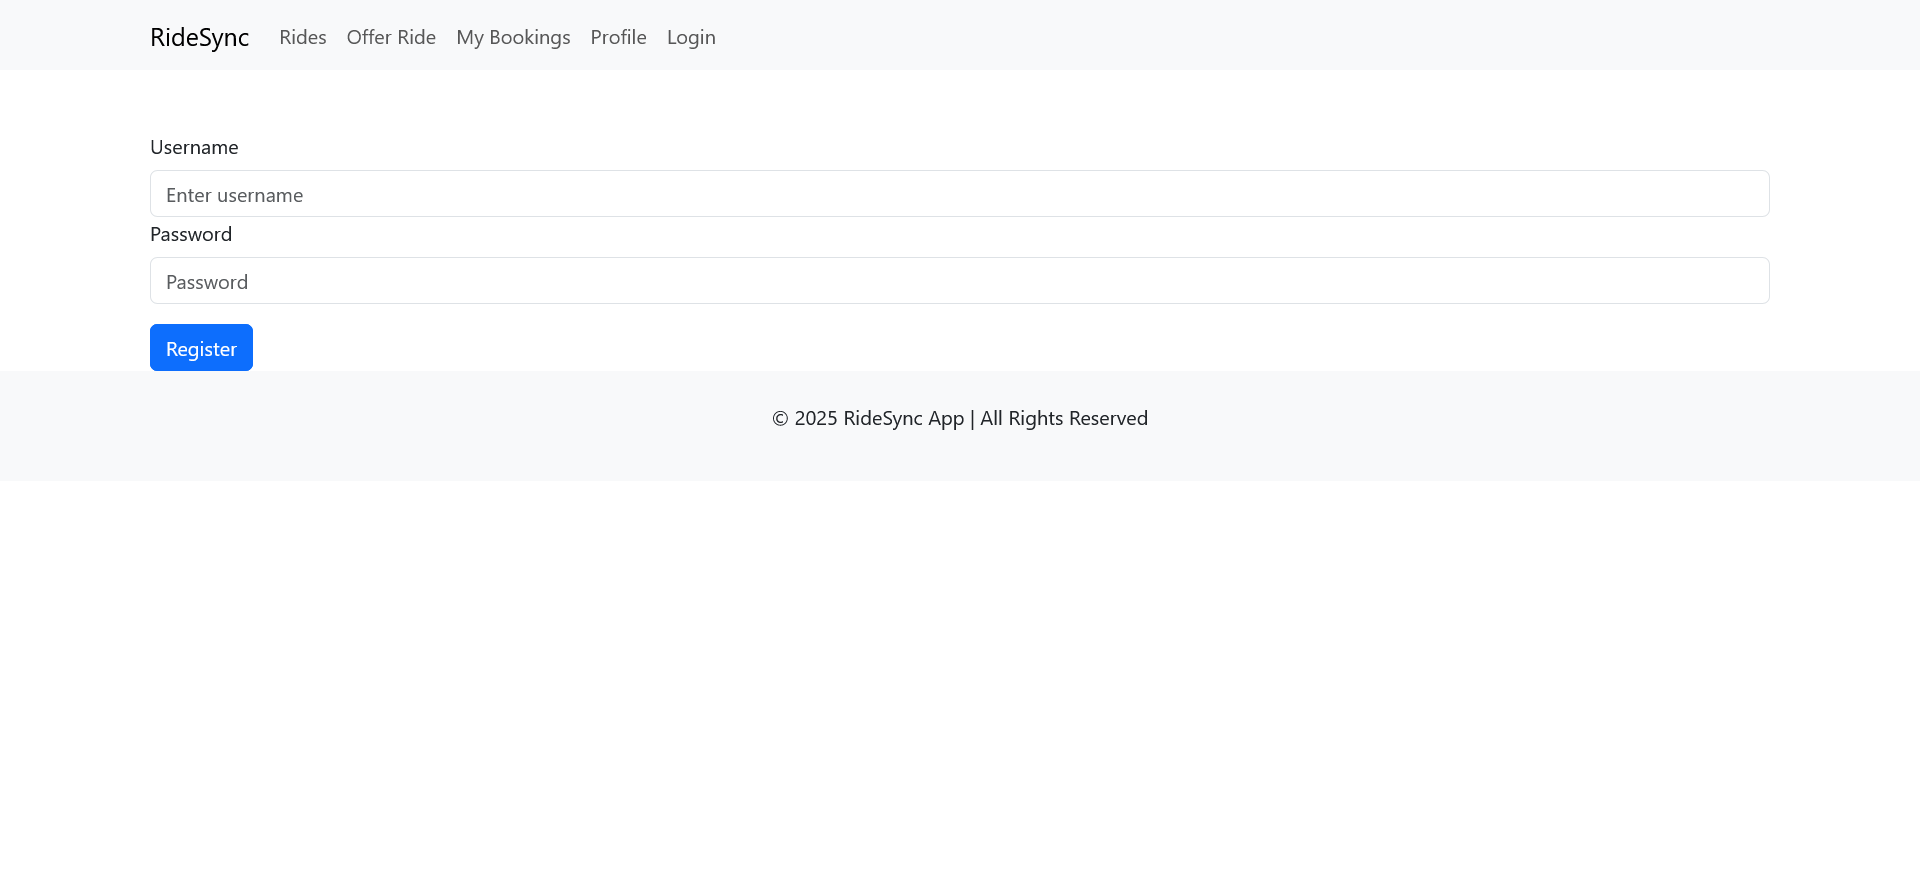 RideSync Rides Offer Ride My Bookings Profile Login
Username
Enter username
Password
Password
Register
© 2025 RideSync App | All Rights Reserved